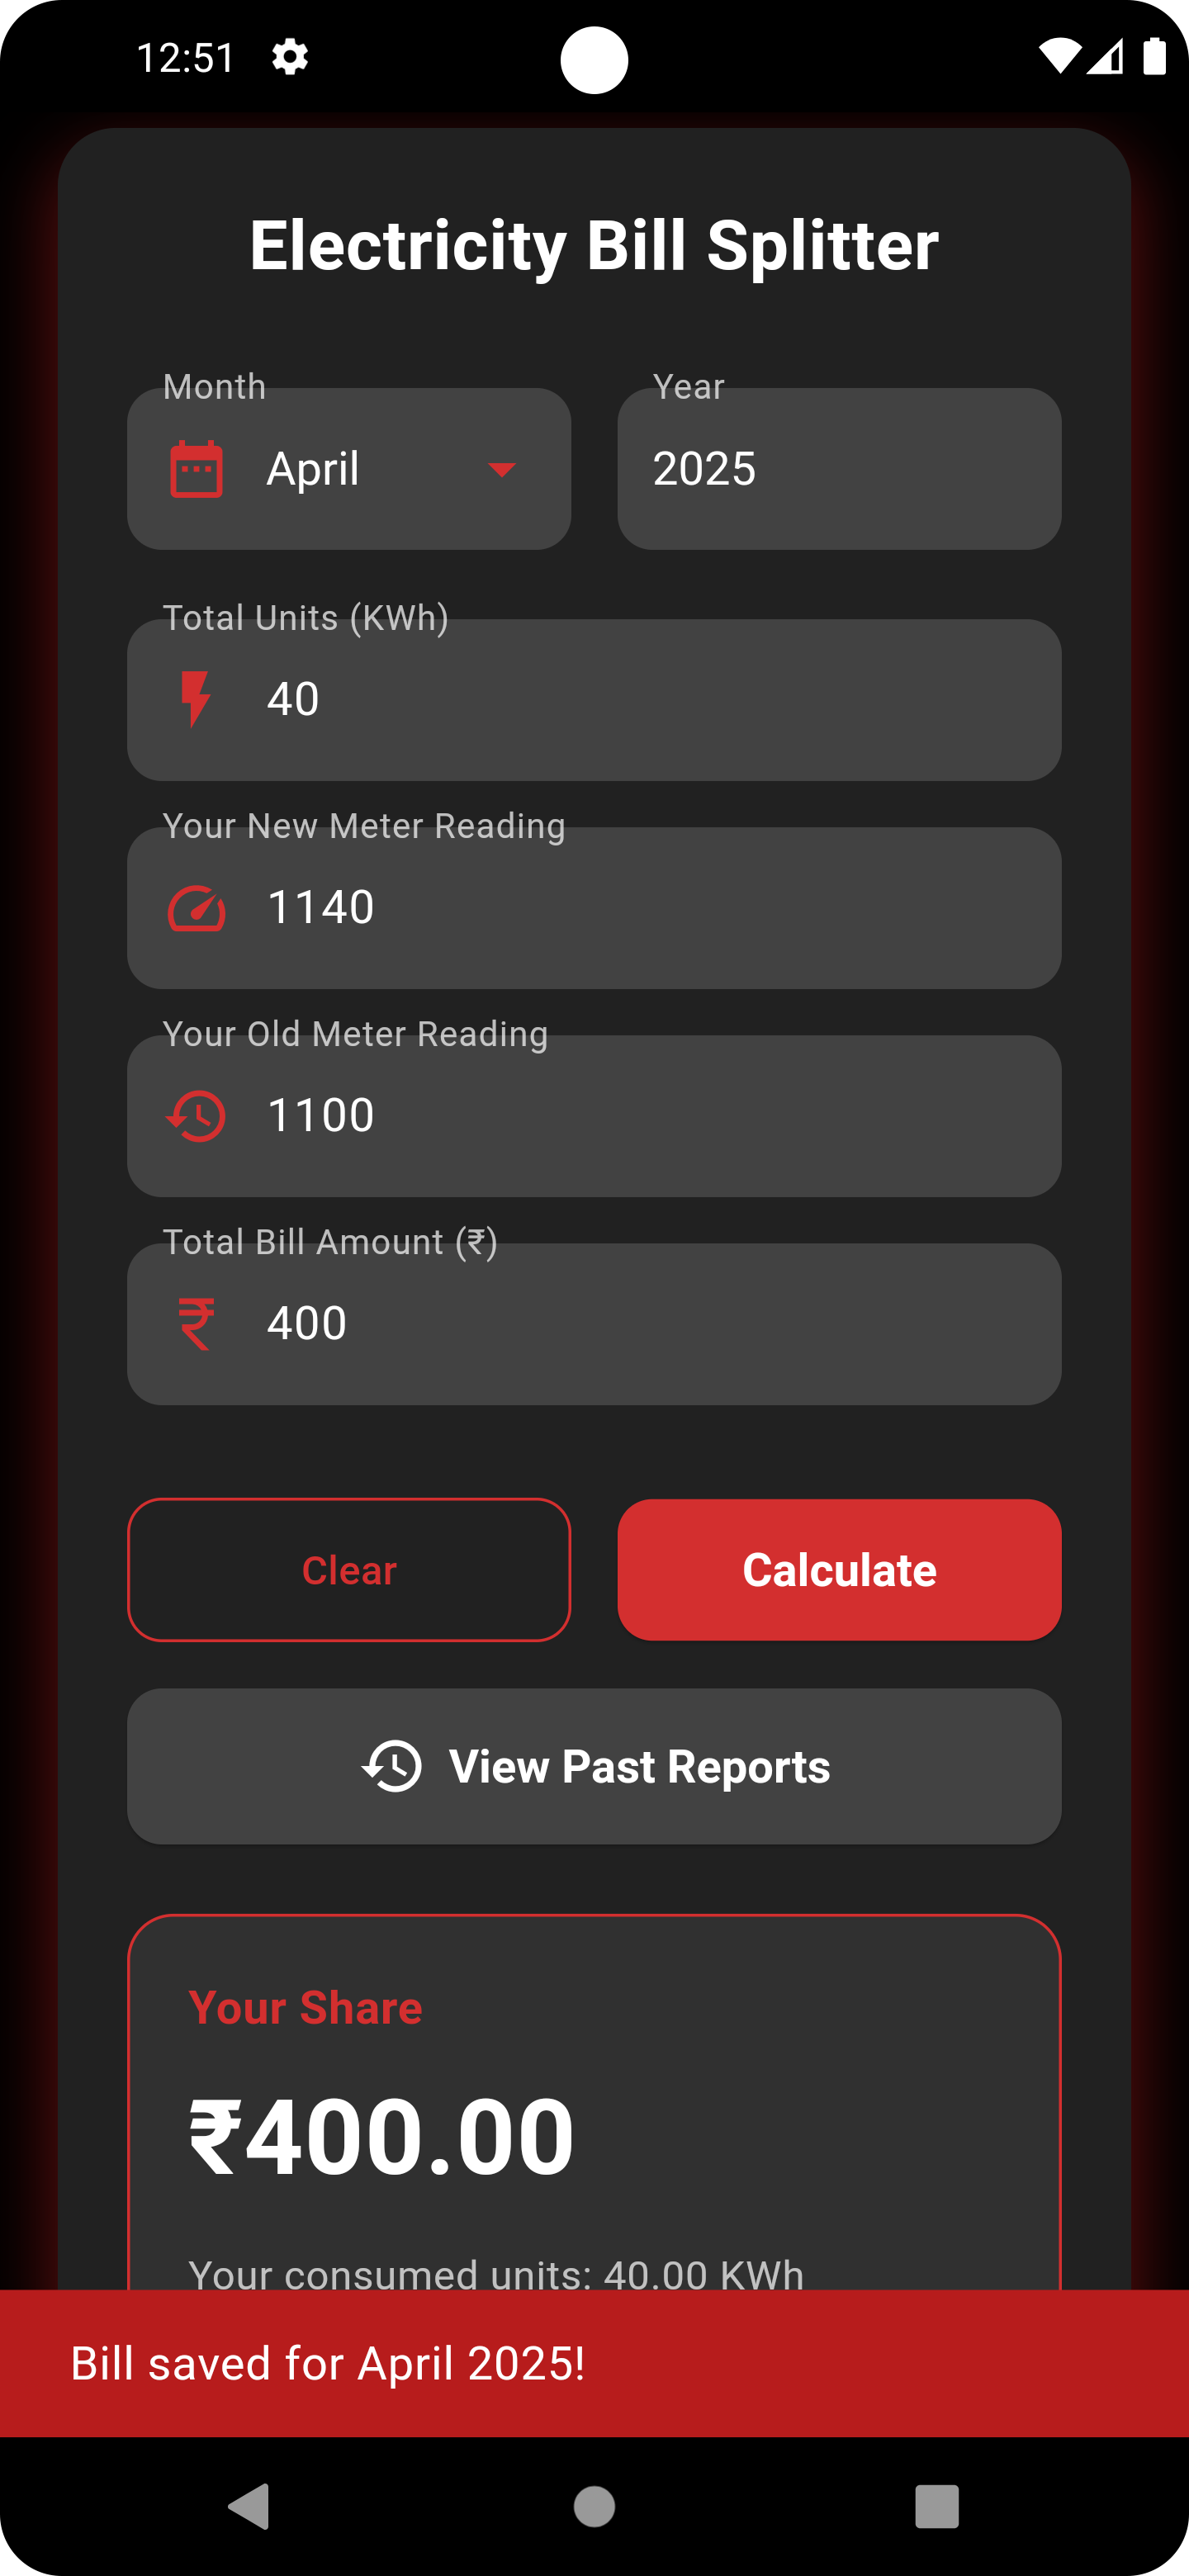 12:51
Electricity Bill Splitter
Month
Year
April
2025
Total Units (KWh)
40
Your New Meter Reading
1140
Your Old Meter Reading
1100
Total Bill Amount (₹)
₹ 400
Clear
Calculate
View Past Reports
Your Share
₹400.00
Your consumed units: 40.00 KWh
Bill saved for April 2025!